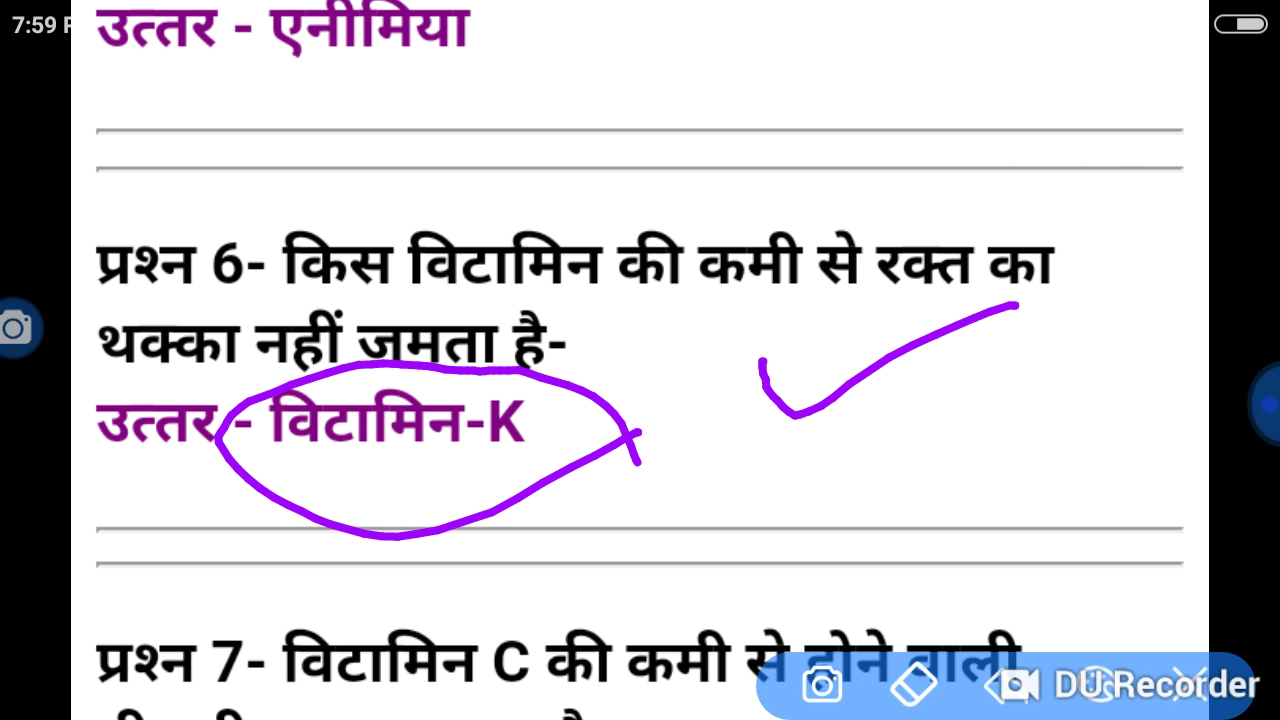 7:59
उत्तर - एनीमिया
प्रश्न 6- किस विटामिन की कमी से रक्त का
थक्का नहीं जमता है-
उत्तर - विटामिन-K
प्रश्न 7- विटामिन C की कमी से होने वाली
DU Recorder